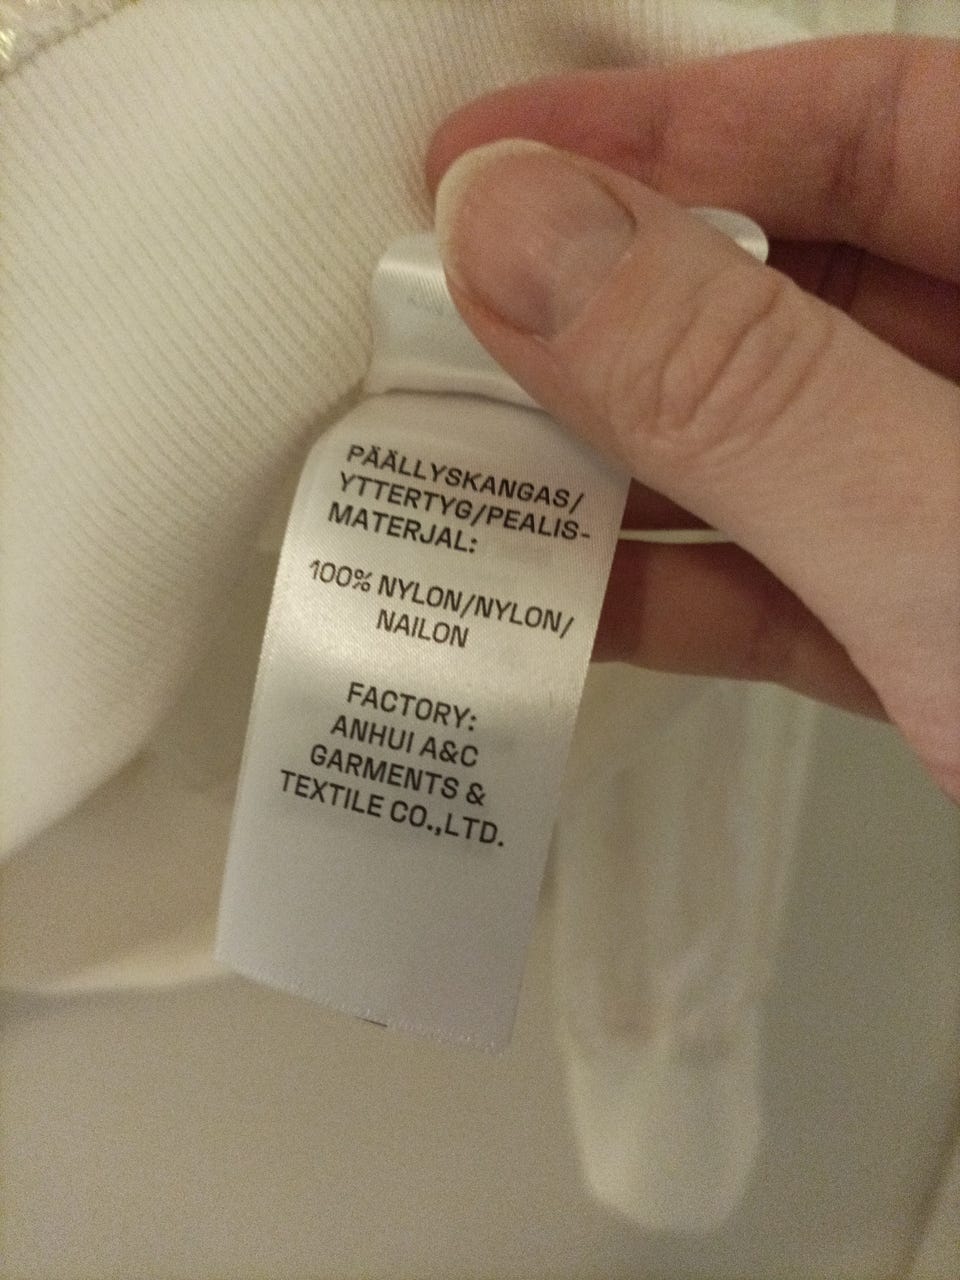 PÄÄLLYSKANGAS/
YTTERTYG/PEALIS-
MATERJAL:
100% NYLON/NYLON/
NAILON
FACTORY:
ANHUI A&C
GARMENTS &
TEXTILE CO.,LTD.